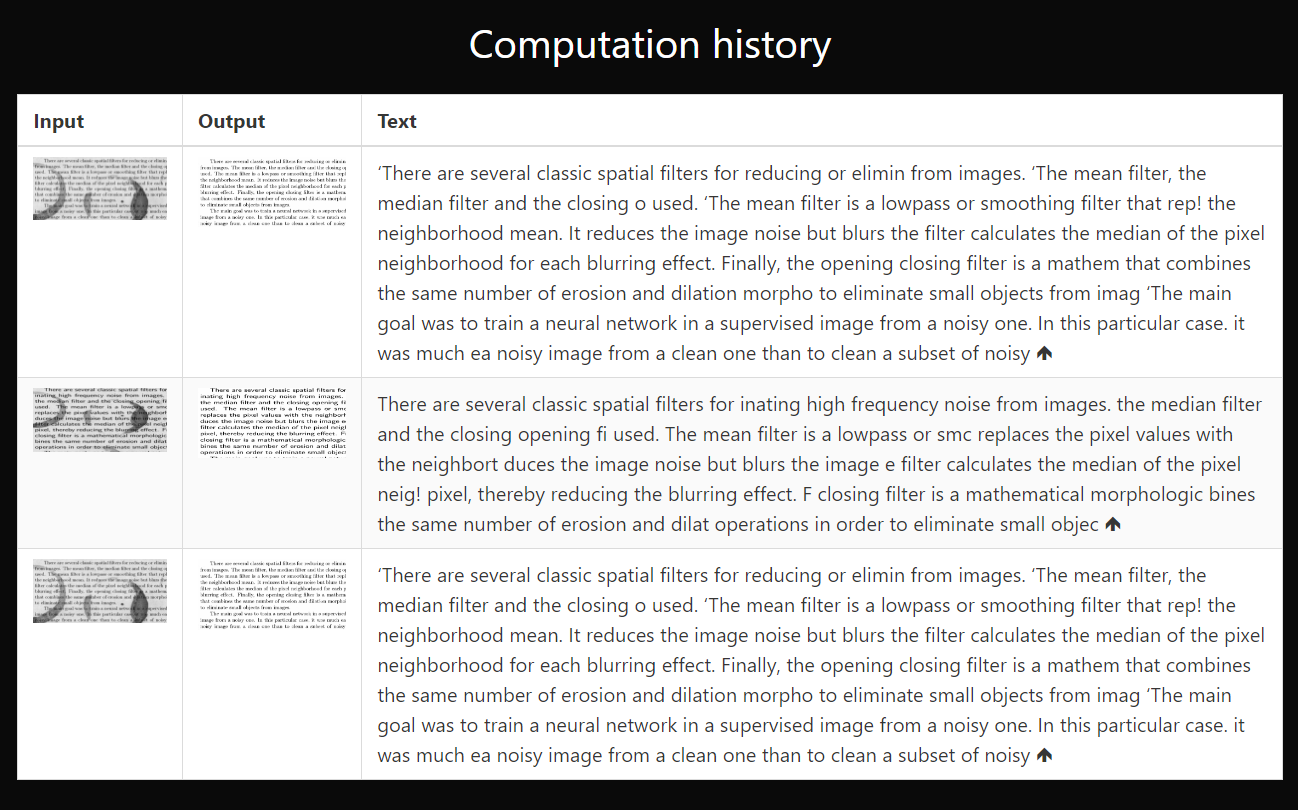 Computation history
Input Output Text
‘There are several classic spatial filters for reducing or elimin from images. ‘The mean filter, the
median filter and the closing o used. ‘The mean filter is a lowpass or smoothing filter that rep! the
neighborhood mean. It reduces the image noise but blurs the filter calculates the median of the pixel
neighborhood for each blurring effect. Finally, the opening closing filter is a mathem that combines
the same number of erosion and dilation morpho to eliminate small objects from imag ‘The main
goal was to train a neural network in a supervised image from a noisy one. In this particular case. it
was much ea noisy image from a clean one than to clean a subset of noisy
There are several classic spatial filters for inating high frequency noise from images. the median filter
and the closing opening fi used. The mean filter is a lowpass or smc replaces the pixel values with
the neighbort duces the image noise but blurs the image e filter calculates the median of the pixel
neig! pixel, thereby reducing the blurring effect. F closing filter is a mathematical morphologic bines
the same number of erosion and dilat operations in order to eliminate small objec
‘There are several classic spatial filters for reducing or elimin from images. ‘The mean filter, the
median filter and the closing o used. ‘The mean filter is a lowpass or smoothing filter that rep! the
neighborhood mean. It reduces the image noise but blurs the filter calculates the median of the pixel
neighborhood for each blurring effect. Finally, the opening closing filter is a mathem that combines
the same number of erosion and dilation morpho to eliminate small objects from imag ‘The main
goal was to train a neural network in a supervised image from a noisy one. In this particular case. it
was much ea noisy image from a clean one than to clean a subset of noisy